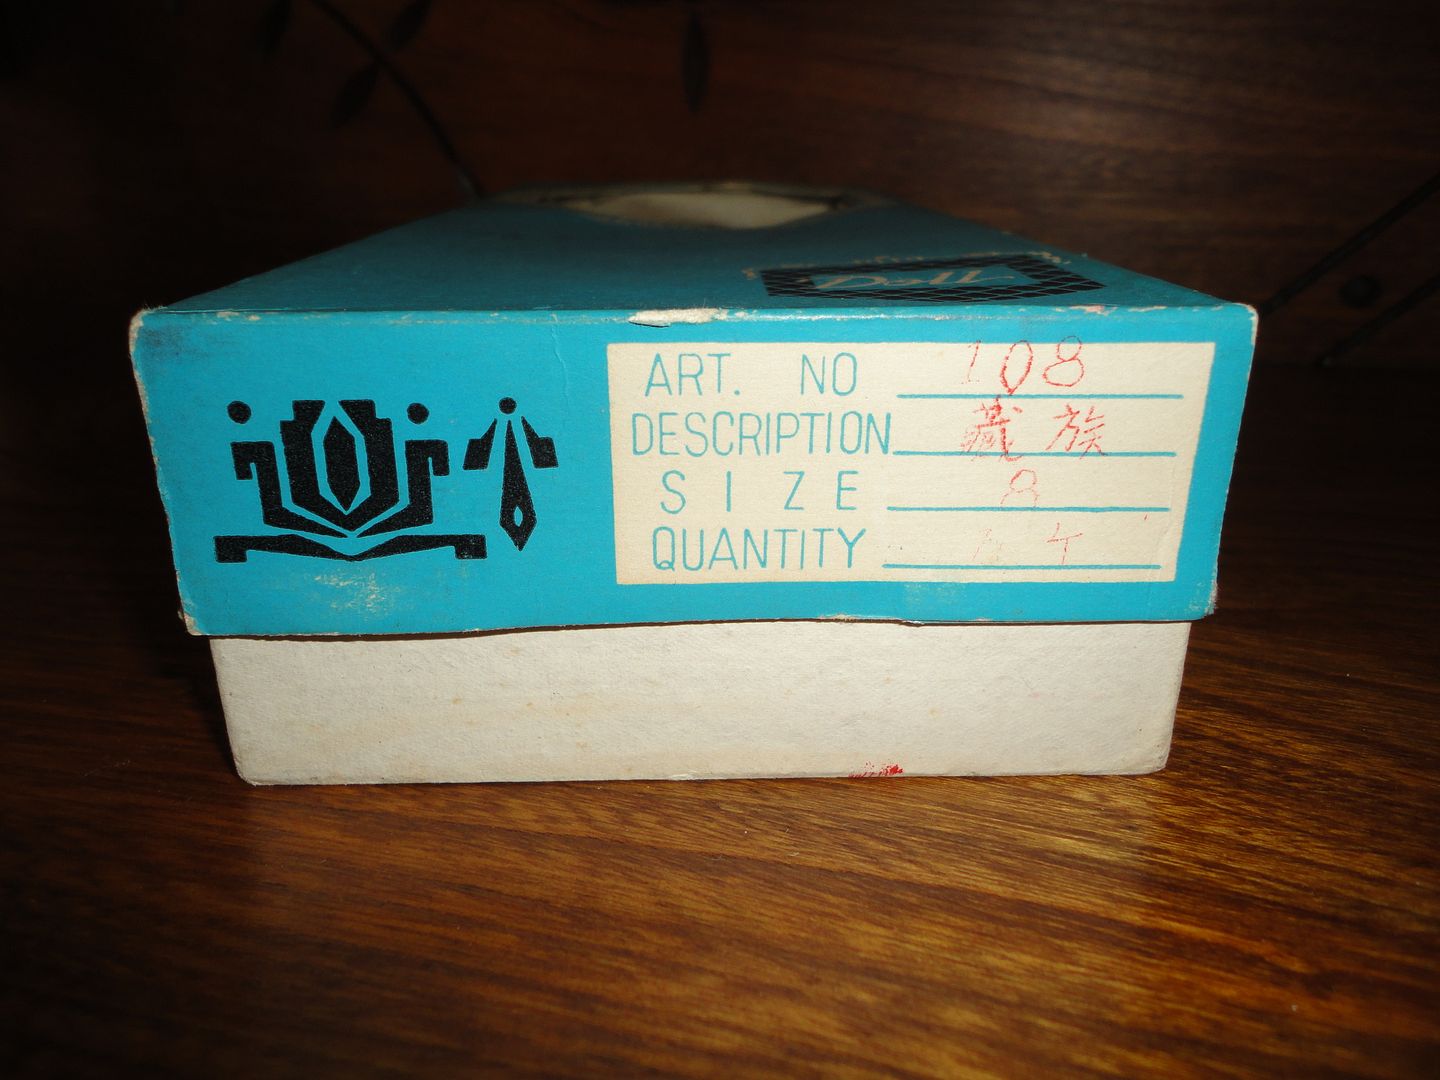 Doll
ART. NO 108
DESCRIPTION 藏族
SIZE 8"
QUANTITY